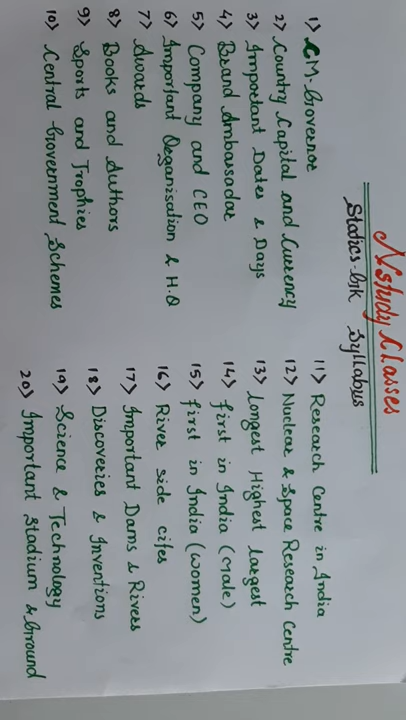 N study Classes
Statics-GK Syllabus
1) CM. Governor
2) Country Capital and Currency
3) Important Dates & Days
4) Brand Ambassador
5) Company and CEO
6) Important Organisation & H.Q
7) Awards
8) Books and Authors
9) Sports and Trophies
10) Central Government Schemes
11) Research Centre in India
12) Nuclear & Space Research Centre
13) longest Highest largest
14) first in India (Male)
15) first in India (women)
16) River side cites
17) Important Dams & Rivers
18) Discoveries & Inventions
19) Science & Technology
20) Important Stadium & Ground